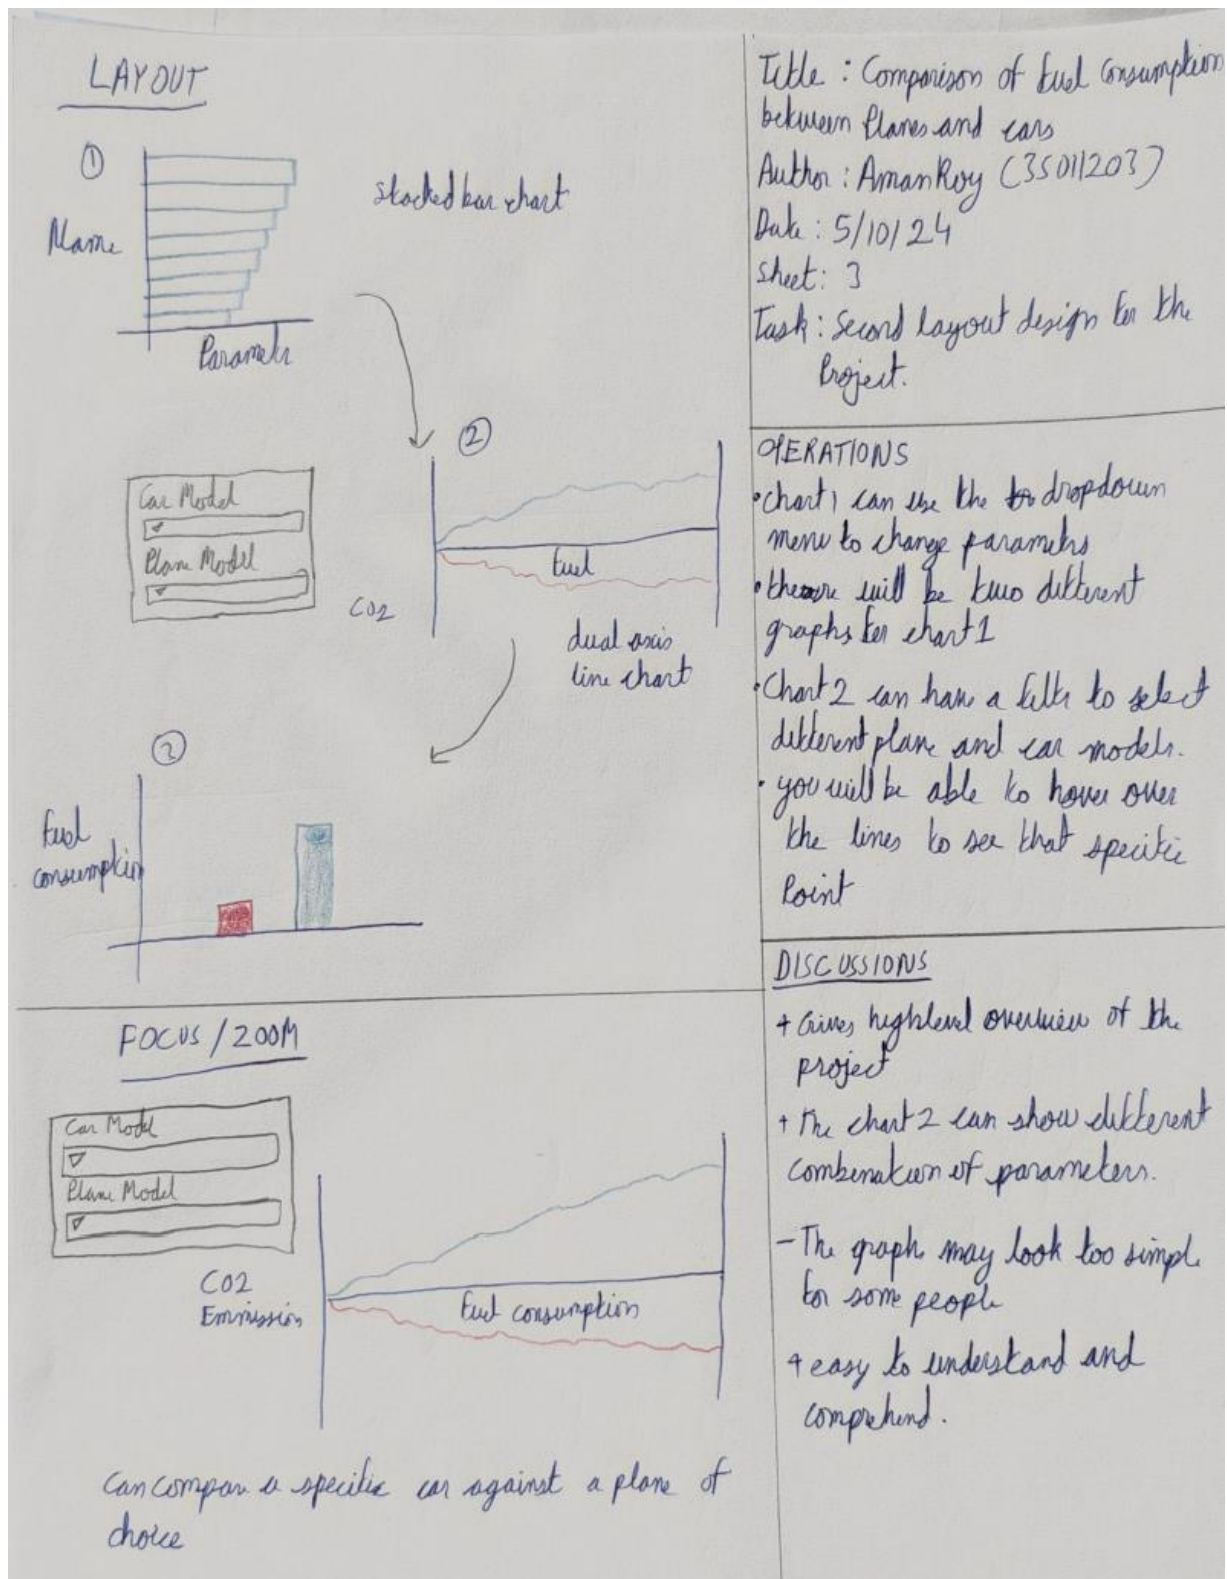 LAYOUT
①
Name
Parametr
stacked bar chart
Car Model
Plane Model
②
CO2
Fuel
dual axis
line chart
Fuel
consumption
FOCUS / ZOOM
Car Model
Plane Model
CO2
Emmission
Fuel consumption
Can compare a specific car against a plane of
choice
Title : Comparison of Fuel Consumption
between Planes and cars
Author : Aman Roy (35011203)
Date : 5/10/24
Sheet : 3
Task : Second layout design for the
Project.
OPERATIONS
• chart 1 can use the dropdown
menu to change parametrs
• there will be two different
graphs for chart 1
• Chart 2 can have a filtr to select
different plane and car models.
• you will be able to hover over
the lines to see that specific
Point
DISCUSSIONS
+ Gives highlevel overview of the
project
+ The chart 2 can show different
combination of parameters.
- The graph may look too simple
for some people
+ easy to understand and
comprehend.